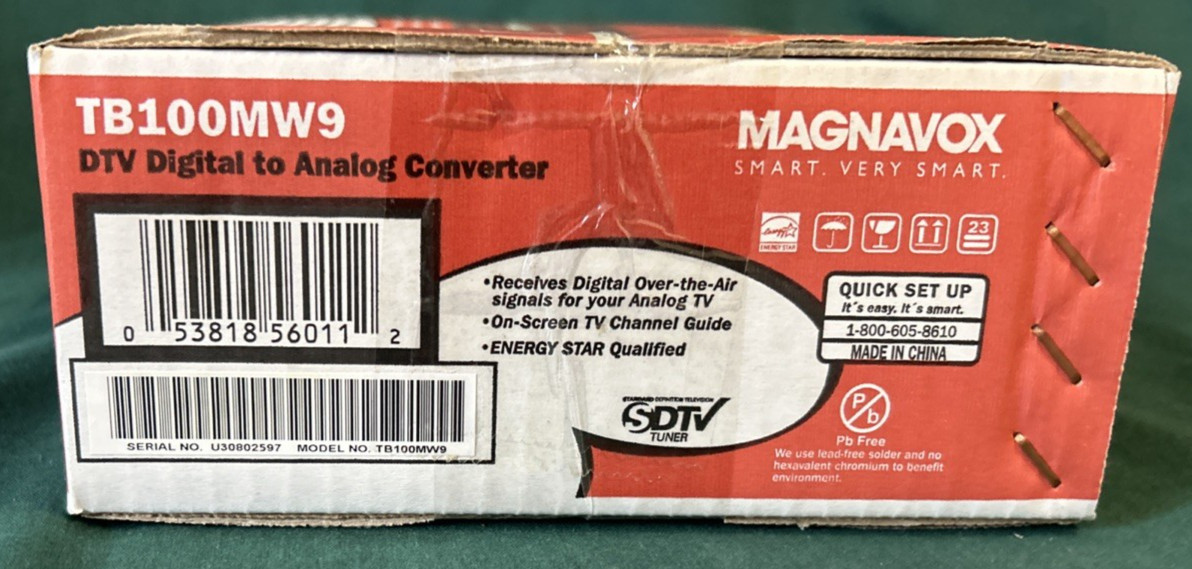 TB100MW9
DTV Digital to Analog Converter
MAGNAVOX
SMART. VERY SMART.
ENERGY STAR
23
0 53818 56011 2
•Receives Digital Over-the-Air
signals for your Analog TV
•On-Screen TV Channel Guide
•ENERGY STAR Qualified
QUICK SET UP
It´s easy. It´s smart.
1-800-605-8610
MADE IN CHINA
SERIAL NO. U30802597 MODEL NO. TB100MW9
STANDARD DEFINITION TELEVISION
SDTV
TUNER
Pb
Pb Free
We use lead-free solder and no
hexavalent chromium to benefit
environment.